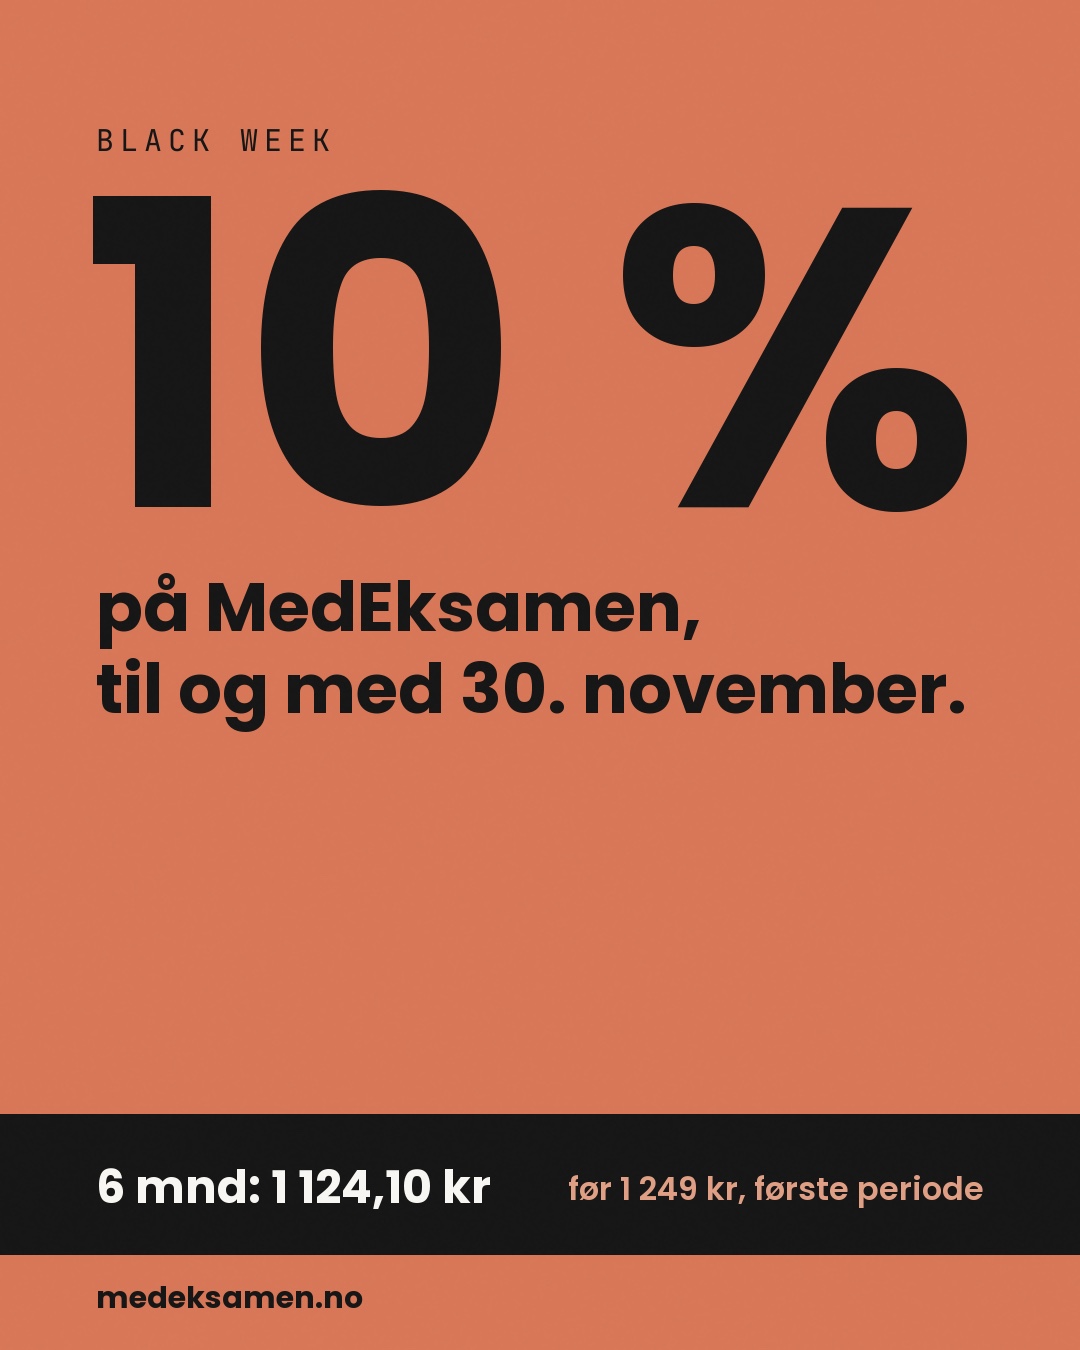 BLACK WEEK
10 %
på MedEksamen,
til og med 30. november.
6 mnd: 1 124,10 kr
før 1 249 kr, første periode
medeksamen.no